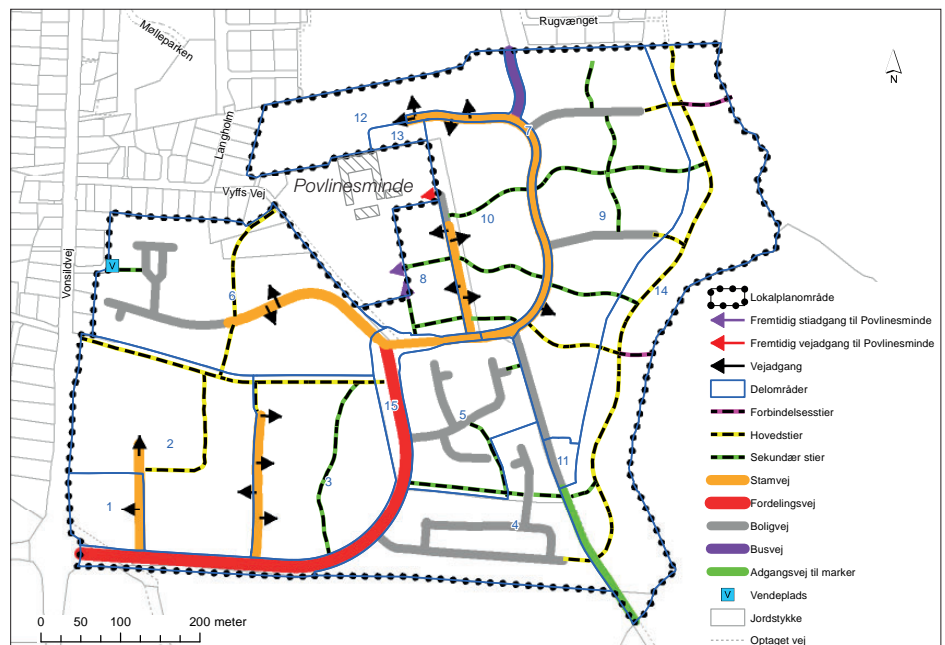 Rugvænget
Mølleparken
N
Langholm
12
13
7
Povlinesminde
Vyffs Vej
10
9
Vonsildvej
V
8
6
14
15
5
2
3
11
1
4
Lokalplanområde
Fremtidig stiadgang til Povlinesminde
Fremtidig vejadgang til Povlinesminde
Vejadgang
Delområder
Forbindelsesstier
Hovedstier
Sekundær stier
Stamvej
Fordelingsvej
Boligvej
Busvej
Adgangsvej til marker
V Vendeplads
Jordstykke
Optaget vej
0 50 100 200 meter